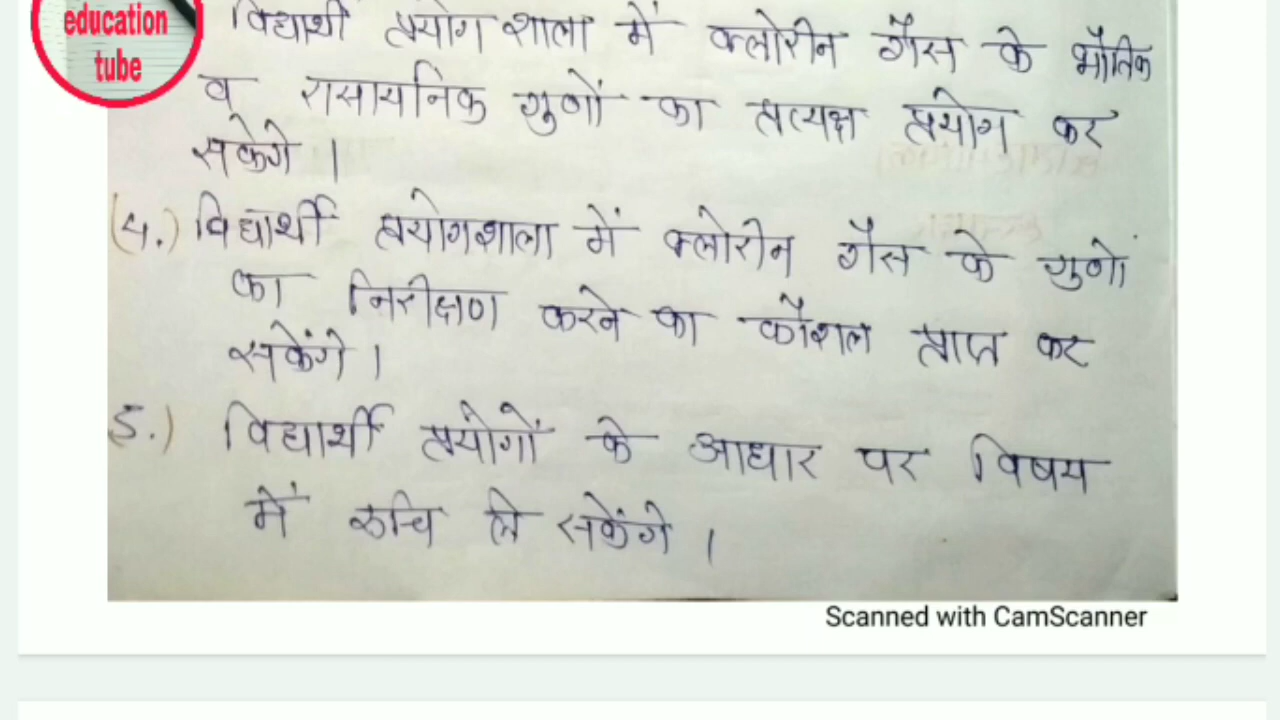 education
tube
विद्यार्थी प्रयोग शाला में क्लोरीन गैस के भौतिक
व रासायनिक गुणों का प्रत्यक्ष प्रयोग कर
सकेगे ।
(4.) विद्यार्थी प्रयोगशाला में क्लोरीन गैस के गुणों
का निरीक्षण करने का कौशल प्राप्त कर
सकेंगे ।
5.) विद्यार्थी प्रयोगों के आधार पर विषय
में रुचि ले सकेंगे ।
Scanned with CamScanner